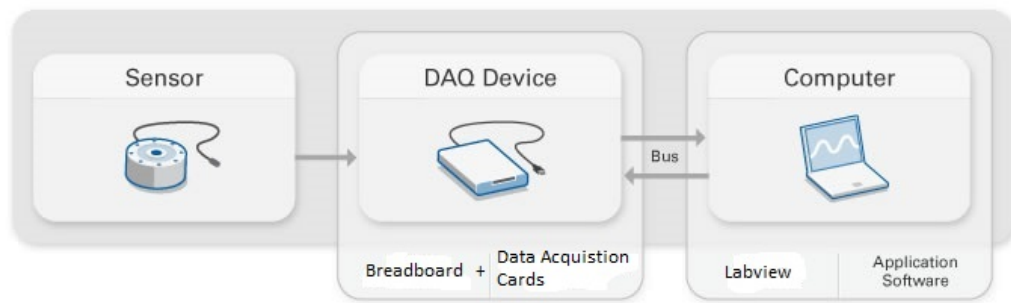 Sensor
DAQ Device
Computer
Bus
Breadboard +
Data Acquistion
Cards
Labview
Application
Software